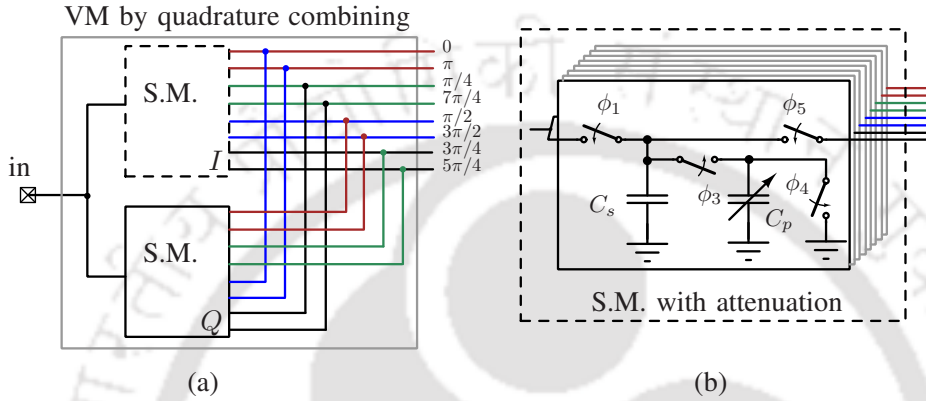 VM by quadrature combining
in
S.M.
I
S.M.
Q
0
π
π/4
7π/4
π/2
3π/2
3π/4
5π/4
(a)
ϕ1
ϕ5
ϕ3
ϕ4
Cs
Cp
S.M. with attenuation
(b)